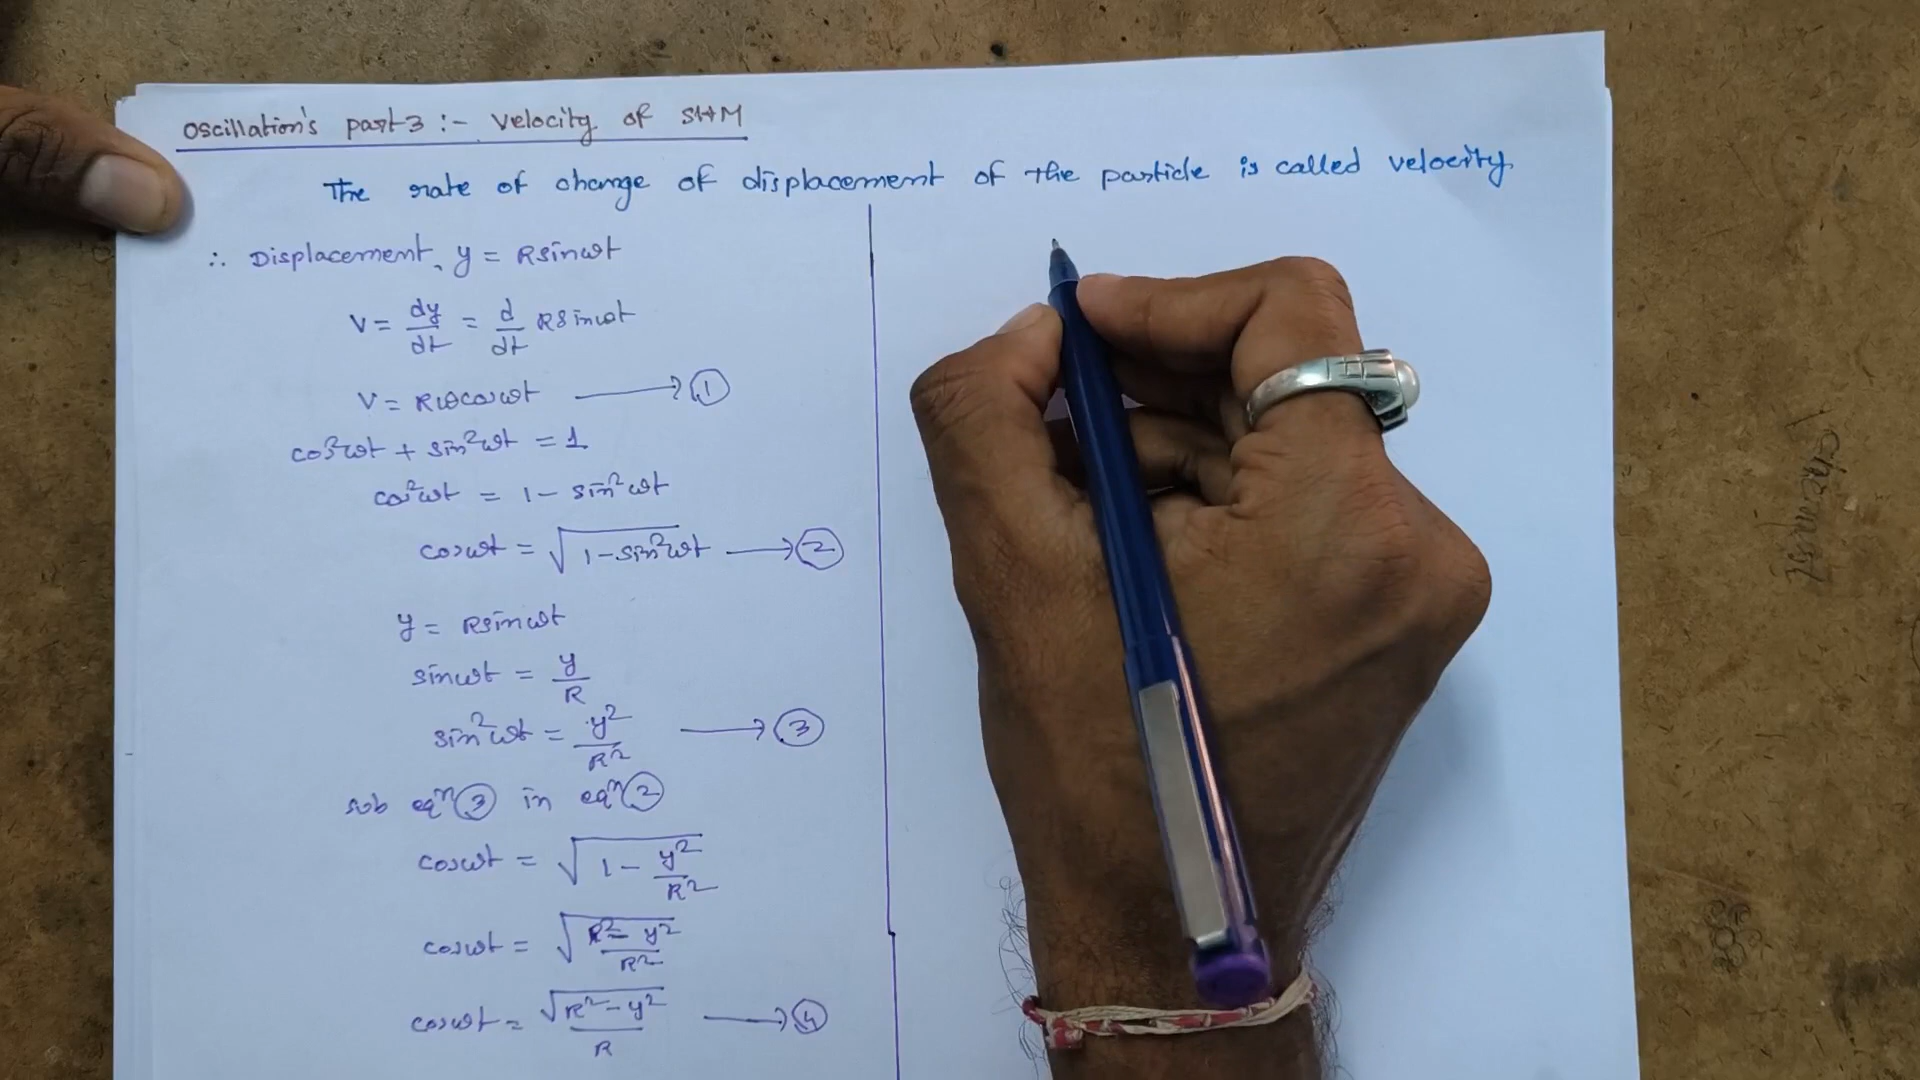 Oscillation's part 3 :- Velocity of SHM
The rate of change of displacement of the particle is called velocity.
∴ Displacement, y = Rsinωt
V = dy/dt = d/dt Rsinωt
V = Rωcosωt ⟶ ①
cos²ωt + sin²ωt = 1
cos²ωt = 1 - sin²ωt
cosωt = √(1-sin²ωt) ⟶ ②
y = Rsinωt
sinωt = y/R
sin²ωt = y²/R² ⟶ ③
sub eqⁿ ③ in eqⁿ ②
cosωt = √(1 - y²/R²)
cosωt = √((R² - y²)/R²)
cosωt = √(R² - y²)/R ⟶ ④